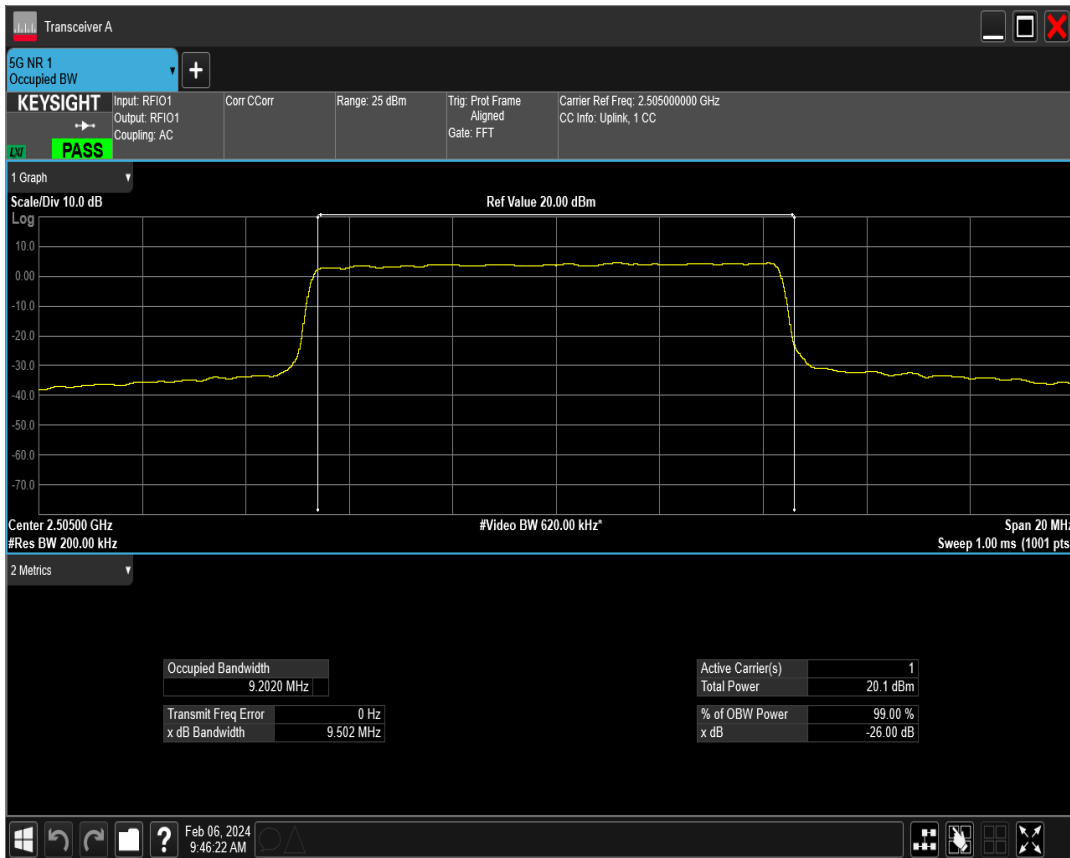 Transceiver A
5G NR 1
Occupied BW
+
KEYSIGHT
LXI
PASS
Input: RFIO1
Output: RFIO1
Coupling: AC
Corr CCorr
Range: 25 dBm
Trig: Prot Frame
Aligned
Gate: FFT
Carrier Ref Freq: 2.505000000 GHz
CC Info: Uplink, 1 CC
1 Graph
Scale/Div 10.0 dB
Ref Value 20.00 dBm
Log
10.0
0.00
-10.0
-20.0
-30.0
-40.0
-50.0
-60.0
-70.0
Center 2.50500 GHz
#Video BW 620.00 kHz*
Span 20 MHz
#Res BW 200.00 kHz
Sweep 1.00 ms (1001 pts
2 Metrics
Occupied Bandwidth
9.2020 MHz
Transmit Freq Error 0 Hz
x dB Bandwidth 9.502 MHz
Active Carrier(s) 1
Total Power 20.1 dBm
% of OBW Power 99.00 %
x dB -26.00 dB
?
Feb 06, 2024
9:46:22 AM